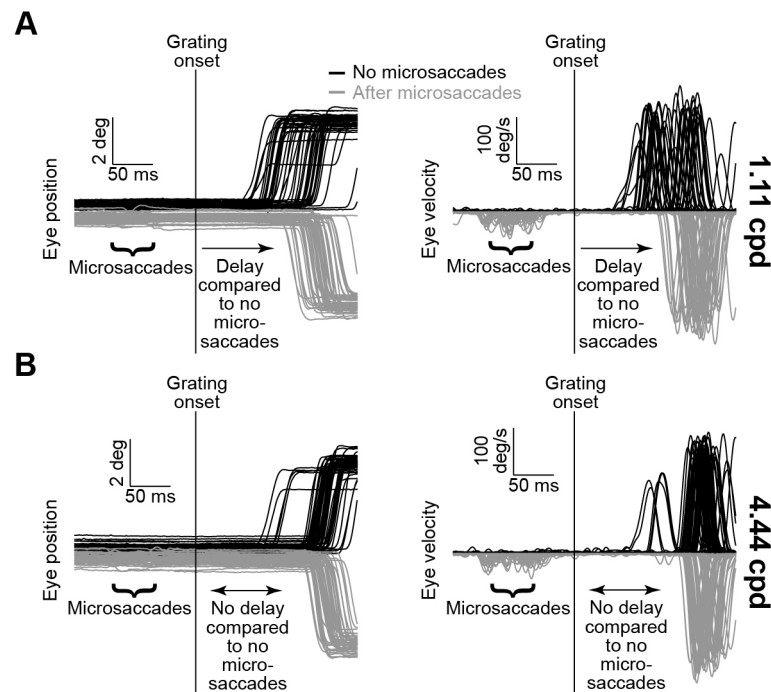 A
Grating
onset
No microsaccades
After microsaccades
2 deg
50 ms
Eye position
Microsaccades
Delay
compared
to no
micro-
saccades
Grating
onset
100
deg/s
50 ms
Eye velocity
Microsaccades
Delay
compared
to no
micro-
saccades
1.11 cpd
B
Grating
onset
2 deg
50 ms
Eye position
Microsaccades
No delay
compared
to no
micro-
saccades
Grating
onset
100
deg/s
50 ms
Eye velocity
Microsaccades
No delay
compared
to no
micro-
saccades
4.44 cpd